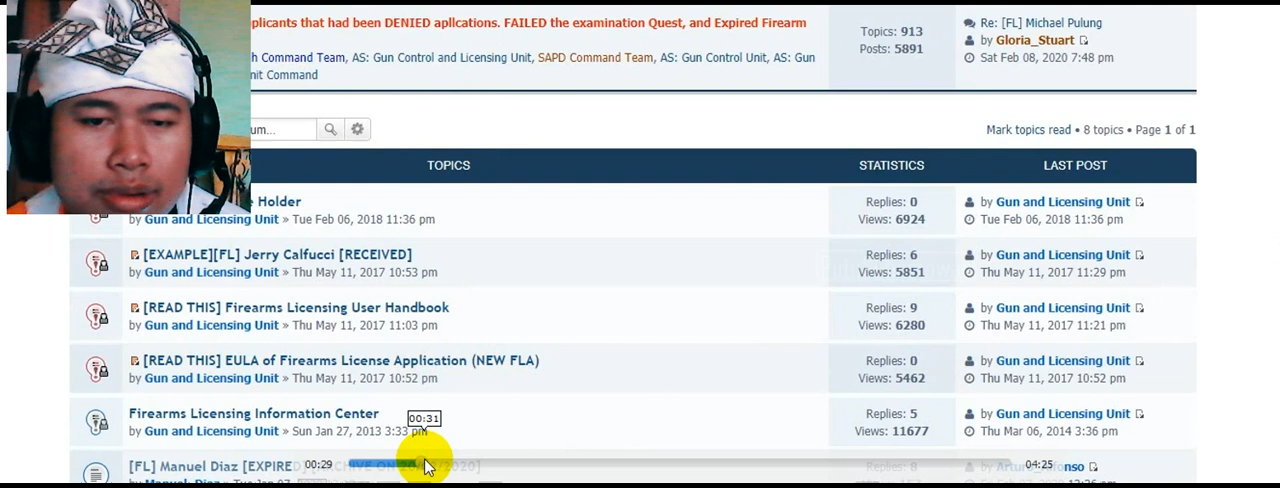 plicants that had been DENIED apllcations. FAILED the examination Quest, and Expired Firearm
Topics: 913
Posts: 5891
Re: [FL] Michael Pulung
by Gloria_Stuart
Sat Feb 08, 2020 7:48 pm
Command Team, AS: Gun Control and Licensing Unit, SAPD Command Team, AS: Gun Control Unit, AS: Gun
nit Command
um...
Mark topics read • 8 topics • Page 1 of 1
TOPICS
STATISTICS
LAST POST
Holder
by Gun and Licensing Unit » Tue Feb 06, 2018 11:36 pm
Replies: 0
Views: 6924
by Gun and Licensing Unit
Tue Feb 06, 2018 11:36 pm
[EXAMPLE][FL] Jerry Calfucci [RECEIVED]
by Gun and Licensing Unit » Thu May 11, 2017 10:53 pm
Replies: 6
Views: 5851
by Gun and Licensing Unit
Thu May 11, 2017 11:29 pm
[READ THIS] Firearms Licensing User Handbook
by Gun and Licensing Unit » Thu May 11, 2017 11:03 pm
Replies: 9
Views: 6280
by Gun and Licensing Unit
Thu May 11, 2017 11:21 pm
[READ THIS] EULA of Firearms License Application (NEW FLA)
by Gun and Licensing Unit » Thu May 11, 2017 10:52 pm
Replies: 0
Views: 5462
by Gun and Licensing Unit
Thu May 11, 2017 10:52 pm
Firearms Licensing Information Center
by Gun and Licensing Unit » Sun Jan 27, 2013 3:33 pm
Replies: 5
Views: 11677
by Gun and Licensing Unit
Thu Mar 06, 2014 3:36 pm
00:31
[FL] Manuel Diaz [EXPIRED
00:29
04:25
Replies: 8